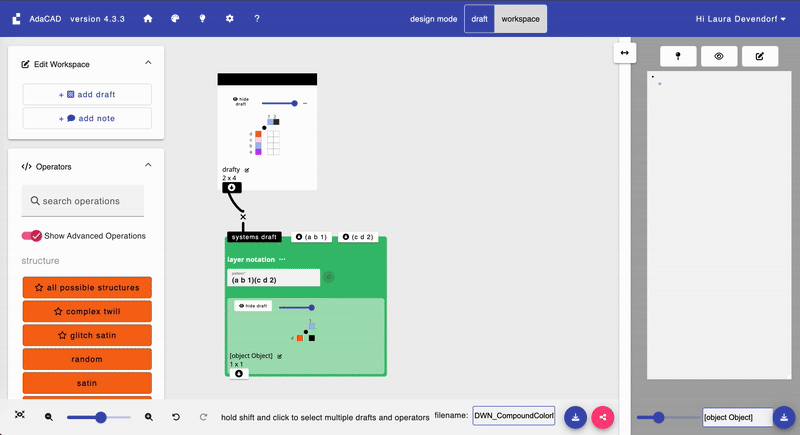 AdaCAD version 4.3.3 ? design mode draft workspace Hi Laura Devendorf
Edit Workspace
+ add draft
+ add note
Operators
search operations
Show Advanced Operations
structure
all possible structures
complex twill
glitch satin
random
satin
hide draft
1 2
d
c
b
a
drafty
2 x 4
systems draft (a b 1) (c d 2)
layer notation
pattern*
(a b 1)(c d 2)
hide draft
d
[object Object]
1 x 1
hold shift and click to select multiple drafts and operators filename: DWN_CompoundColorI
[object Object]